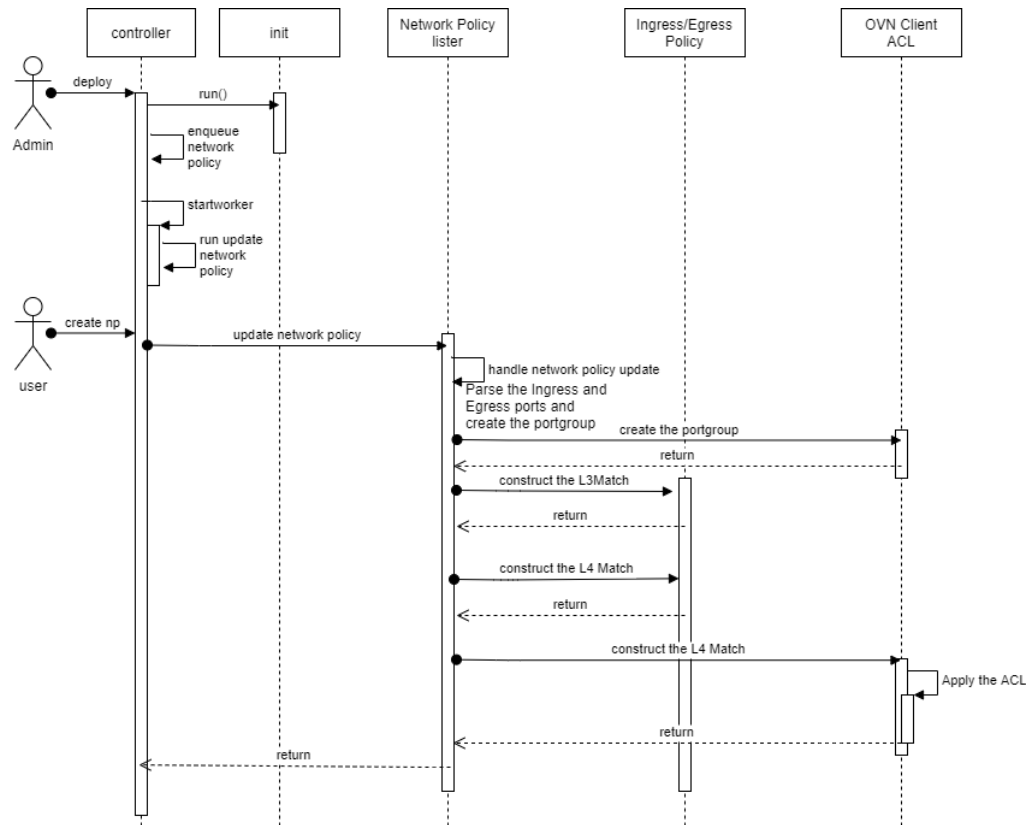 controller
init
Network Policy
lister
Ingress/Egress
Policy
OVN Client
ACL
deploy
run()
Admin
enqueue
network
policy
startworker
run update
network
policy
create np
user
update network policy
handle network policy update
Parse the Ingress and
Egress ports and
create the portgroup
create the portgroup
return
construct the L3Match
return
construct the L4 Match
return
construct the L4 Match
Apply the ACL
return
return